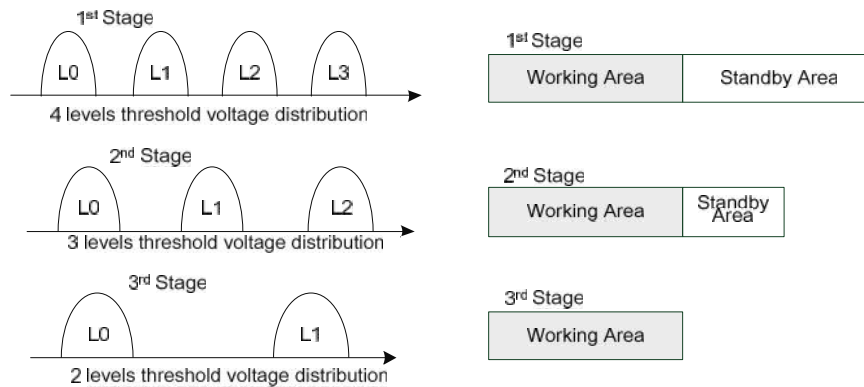 1st Stage
L0 L1 L2 L3
4 levels threshold voltage distribution
1st Stage
Working Area Standby Area
2nd Stage
L0 L1 L2
3 levels threshold voltage distribution
2nd Stage
Working Area Standby
Area
3rd Stage
L0 L1
2 levels threshold voltage distribution
3rd Stage
Working Area